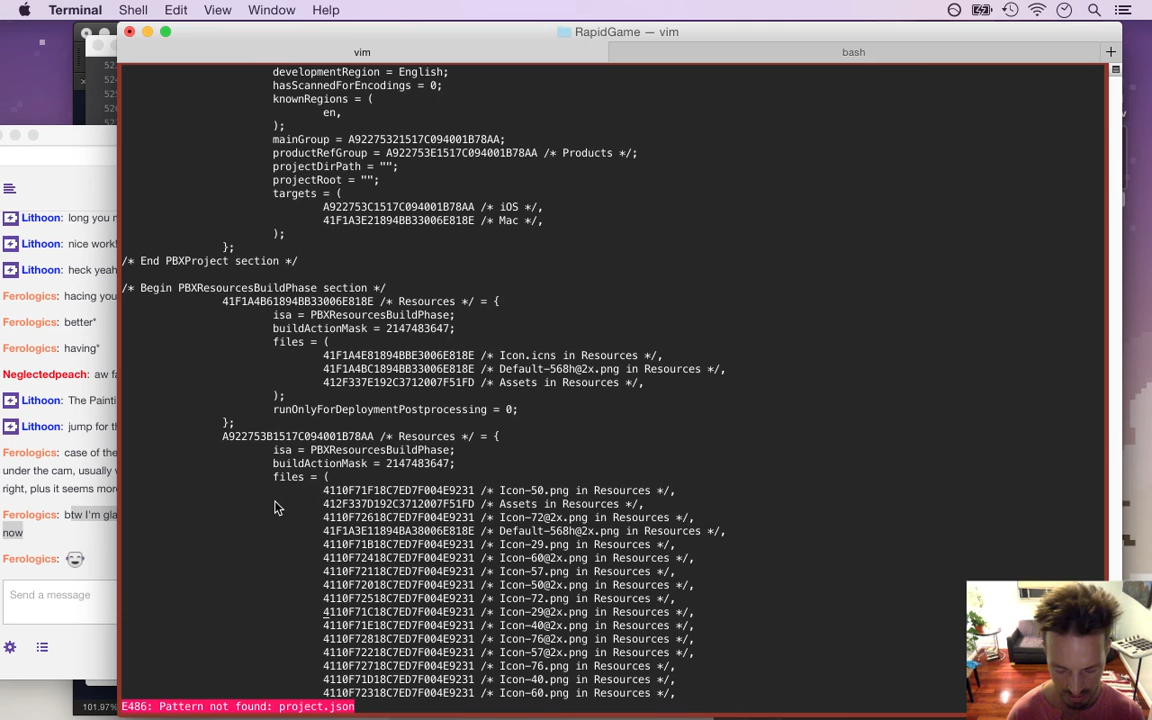 Terminal Shell Edit View Window Help
RapidGame — vim
vim
bash
developmentRegion = English;
hasScannedForEncodings = 0;
knownRegions = (
en,
);
mainGroup = A92275321517C094001B78AA;
productRefGroup = A922753E1517C094001B78AA /* Products */;
projectDirPath = "";
projectRoot = "";
targets = (
A922753C1517C094001B78AA /* iOS */,
41F1A3E21894BB33006E818E /* Mac */,
);
};
/* End PBXProject section */
/* Begin PBXResourcesBuildPhase section */
41F1A4B61894BB33006E818E /* Resources */ = {
isa = PBXResourcesBuildPhase;
buildActionMask = 2147483647;
files = (
41F1A4E81894BBE3006E818E /* Icon.icns in Resources */,
41F1A4BC1894BB33006E818E /* Default-568h@2x.png in Resources */,
412F337E192C3712007F51FD /* Assets in Resources */,
);
runOnlyForDeploymentPostprocessing = 0;
};
A922753B1517C094001B78AA /* Resources */ = {
isa = PBXResourcesBuildPhase;
buildActionMask = 2147483647;
files = (
4110F71F18C7ED7F004E9231 /* Icon-50.png in Resources */,
412F337D192C3712007F51FD /* Assets in Resources */,
4110F72618C7ED7F004E9231 /* Icon-72@2x.png in Resources */,
41F1A3E11894BA38006E818E /* Default-568h@2x.png in Resources */,
4110F71B18C7ED7F004E9231 /* Icon-29.png in Resources */,
4110F72418C7ED7F004E9231 /* Icon-60@2x.png in Resources */,
4110F72118C7ED7F004E9231 /* Icon-57.png in Resources */,
4110F72018C7ED7F004E9231 /* Icon-50@2x.png in Resources */,
4110F72518C7ED7F004E9231 /* Icon-72.png in Resources */,
4110F71C18C7ED7F004E9231 /* Icon-29@2x.png in Resources */,
4110F71E18C7ED7F004E9231 /* Icon-40@2x.png in Resources */,
4110F72818C7ED7F004E9231 /* Icon-76@2x.png in Resources */,
4110F72218C7ED7F004E9231 /* Icon-57@2x.png in Resources */,
4110F72718C7ED7F004E9231 /* Icon-76.png in Resources */,
4110F71D18C7ED7F004E9231 /* Icon-40.png in Resources */,
4110F72318C7ED7F004E9231 /* Icon-60.png in Resources */,
E486: Pattern not found: project.json
Lithoon: long you
Lithoon: nice work!
Lithoon: heck yeah
Ferologics: hacing you
Ferologics: better*
Ferologics: having*
Neglectedpeach: aw
Lithoon: The Painti
Lithoon: jump for
Ferologics: case of the
under the cam, usually
right, plus it seems more
Ferologics: btw I'm gla
now
Ferologics:
Send a message
101.97%